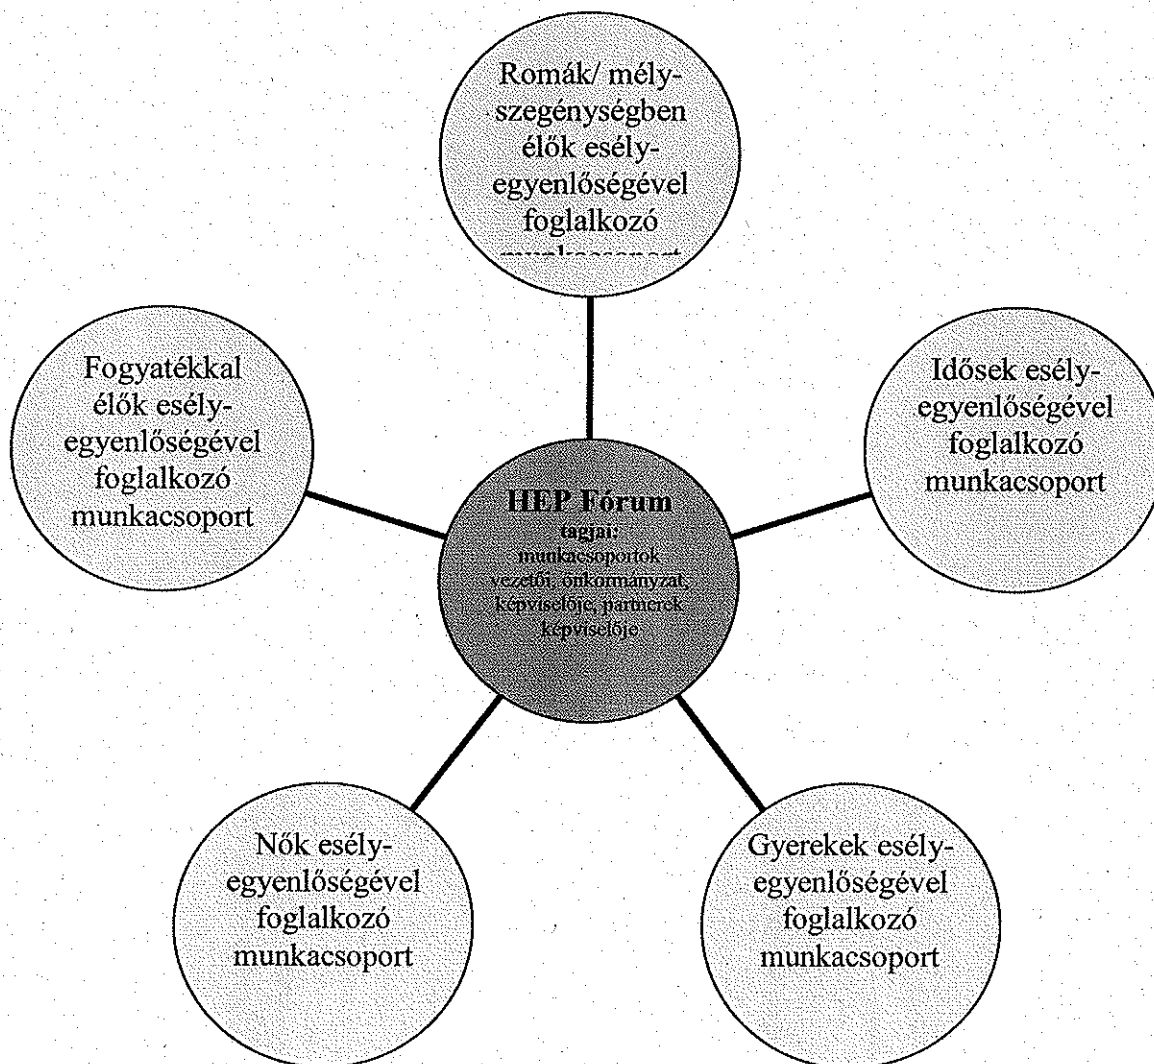 Romák/ mély-
szegénységben
élők esély-
egyenlőségével
foglalkozó
munkacsoport
Fogyatékkal
élők esély-
egyenlőségével
foglalkozó
munkacsoport
Idősek esély-
egyenlőségével
foglalkozó
munkacsoport
HEP Fórum
tagjai:
munkacsoportok
vezetői, önkormányzat
képviselője, partnerek
képviselője
Nők esély-
egyenlőségével
foglalkozó
munkacsoport
Gyerekek esély-
egyenlőségével
foglalkozó
munkacsoport